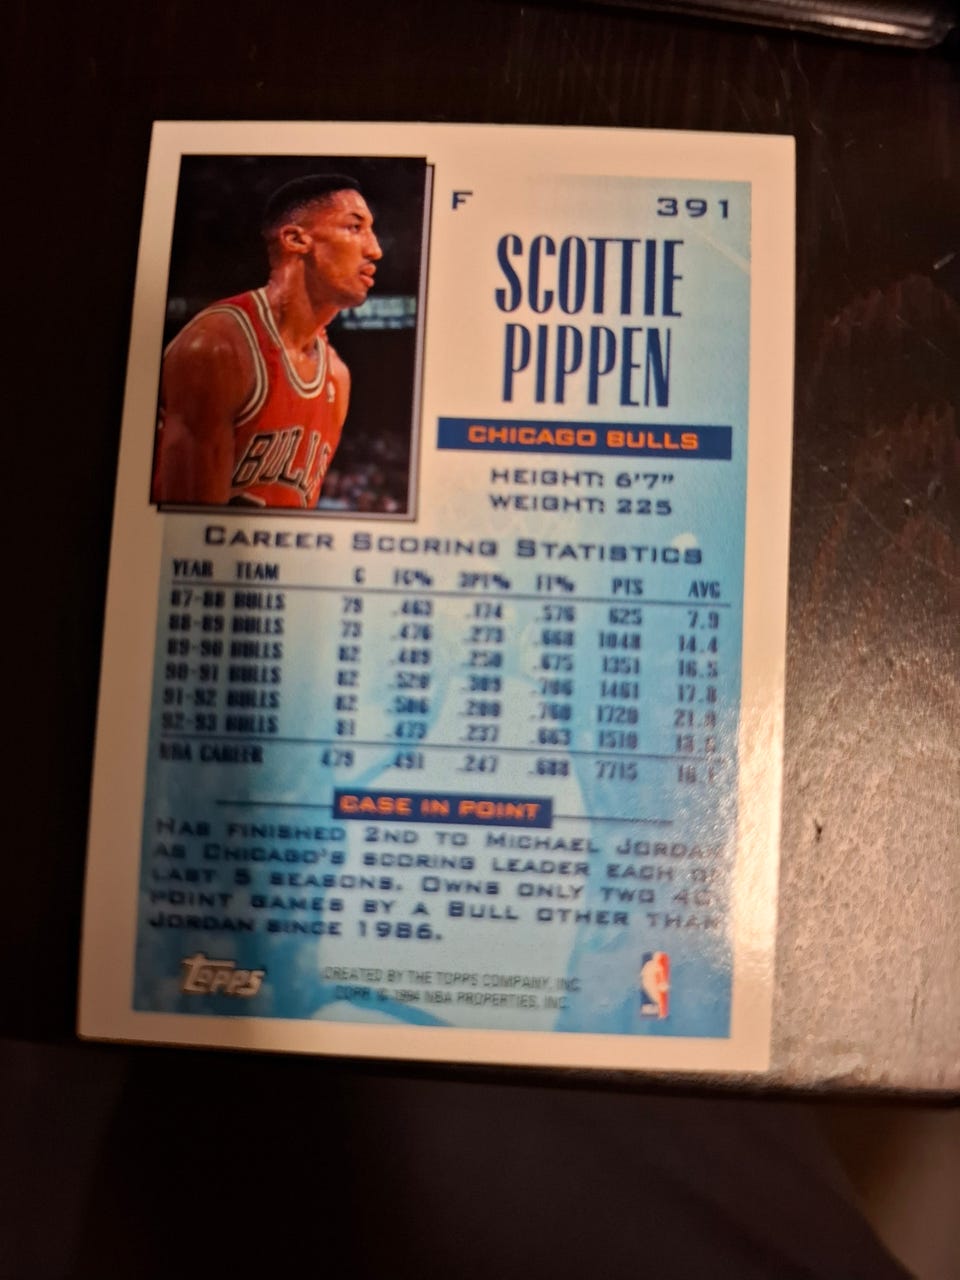 F 391
SCOTTIE
PIPPEN
CHICAGO BULLS
HEIGHT: 6'7"
WEIGHT: 225
BULLS
CAREER SCORING STATISTICS
YEAR TEAM G FG% 3PT% FT% PTS AVG
87-88 BULLS 79 .463 .174 .576 625 7.9
88-89 BULLS 73 .476 .273 .668 1048 14.4
89-90 BULLS 82 .489 .250 .675 1351 16.5
90-91 BULLS 82 .520 .309 .706 1461 17.8
91-92 BULLS 82 .506 .200 .760 1720
92-93 BULLS 81 .473 .237 .663 1510
NBA CAREER 479 .491 .247 .688 7715
CASE IN POINT
HAS FINISHED 2ND TO MICHAEL JORDAN
AS CHICAGO'S SCORING LEADER EACH
LAST 5 SEASONS. OWNS ONLY TWO
POINT GAMES BY A BULL OTHER THAN
JORDAN SINCE 1986.
TOPPS
CREATED BY THE TOPPS COMPANY, INC.
COPR. © 1994 NBA PROPERTIES, INC.